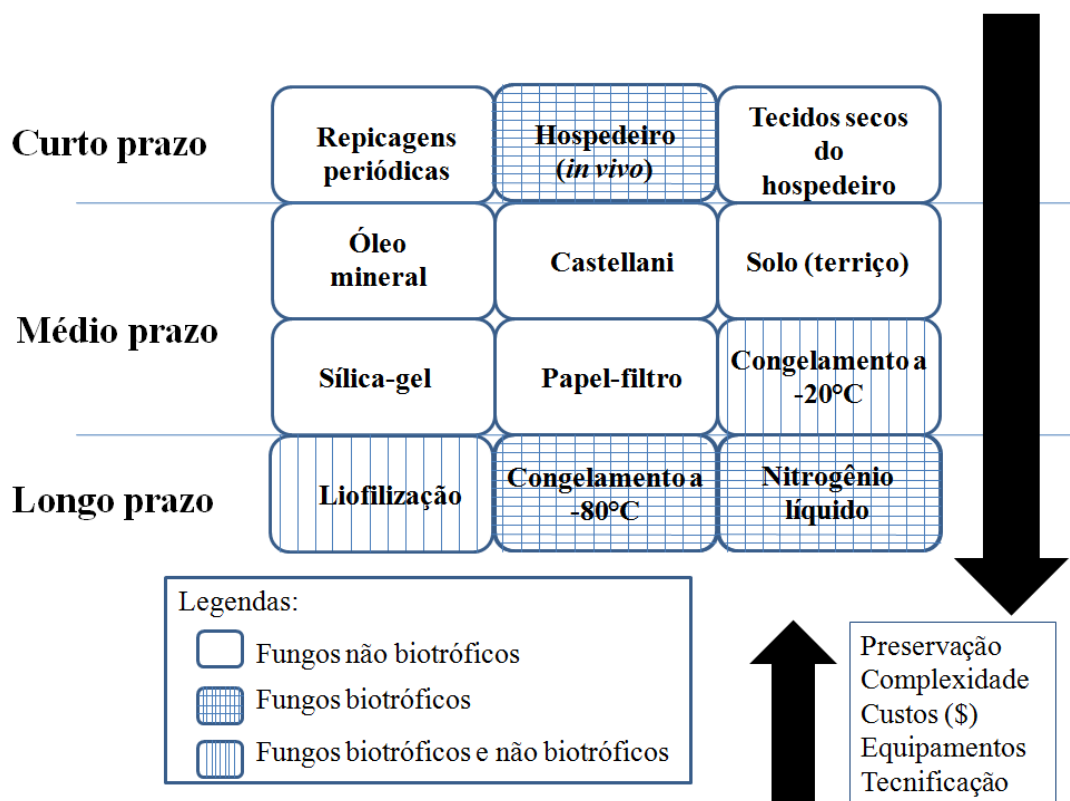 Curto prazo
Repicagens
periódicas
Hospedeiro
(in vivo)
Tecidos secos
do
hospedeiro
Médio prazo
Óleo
mineral
Castellani
Solo (terriço)
Sílica-gel
Papel-filtro
Congelamento a
-20°C
Longo prazo
Liofilização
Congelamento a
-80°C
Nitrogênio
líquido
Legendas:
Fungos não biotróficos
Fungos biotróficos
Fungos biotróficos e não biotróficos
Preservação
Complexidade
Custos ($)
Equipamentos
Tecnificação